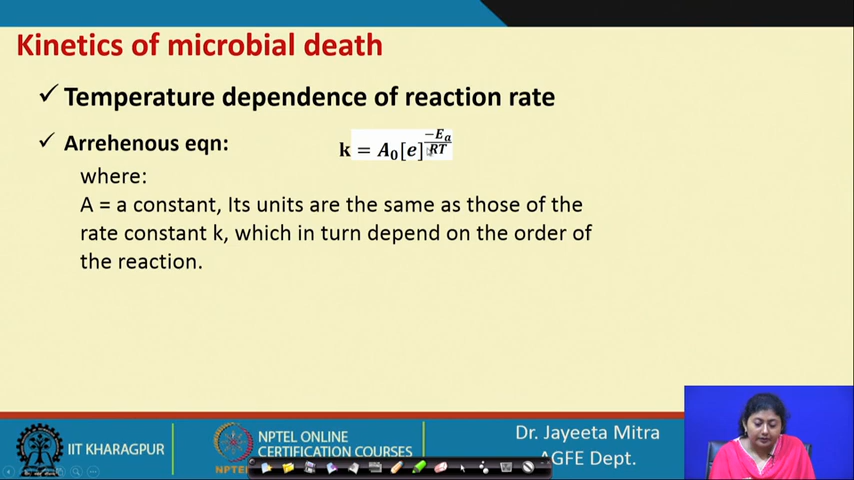 Kinetics of microbial death
✓ Temperature dependence of reaction rate
✓ Arrehenous eqn: k = A₀[e]^(−Eₐ/RT)
where:
A = a constant, Its units are the same as those of the
rate constant k, which in turn depend on the order of
the reaction.
IIT KHARAGPUR
NPTEL
NPTEL ONLINE
CERTIFICATION COURSES
Dr. Jayeeta Mitra
AGFE Dept.